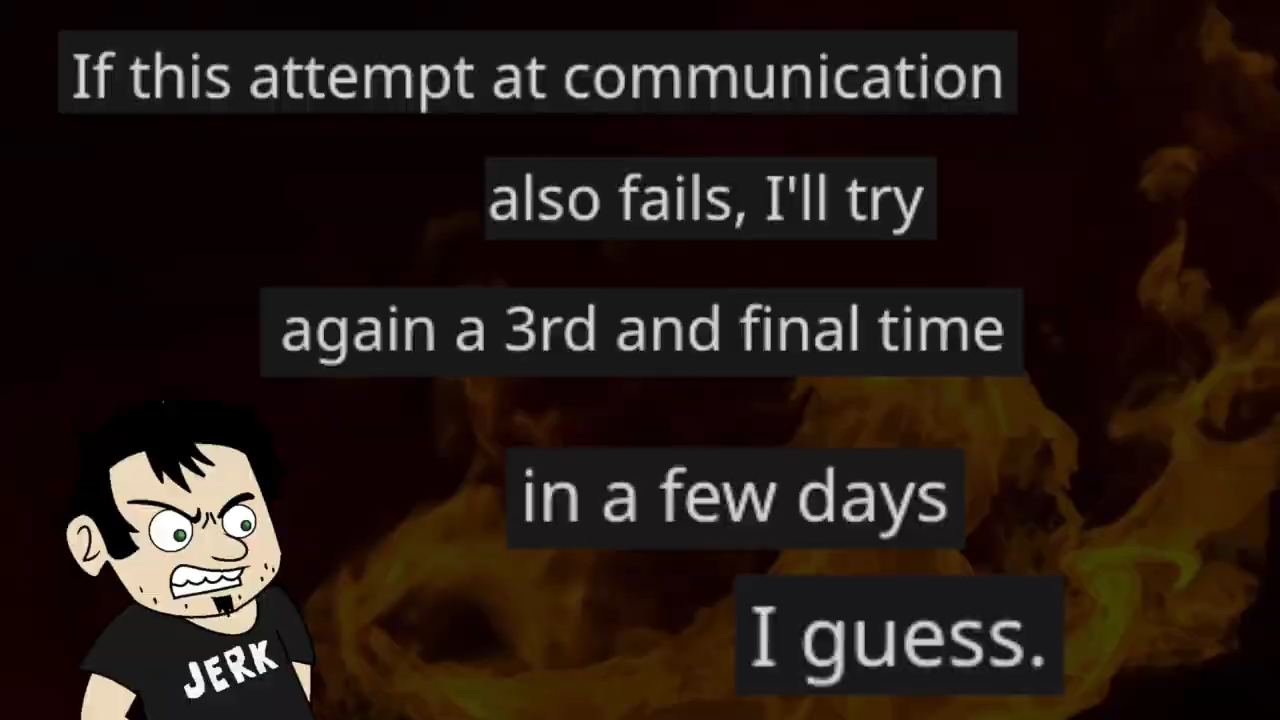 If this attempt at communication
also fails, I'll try
again a 3rd and final time
in a few days
I guess.
JERK